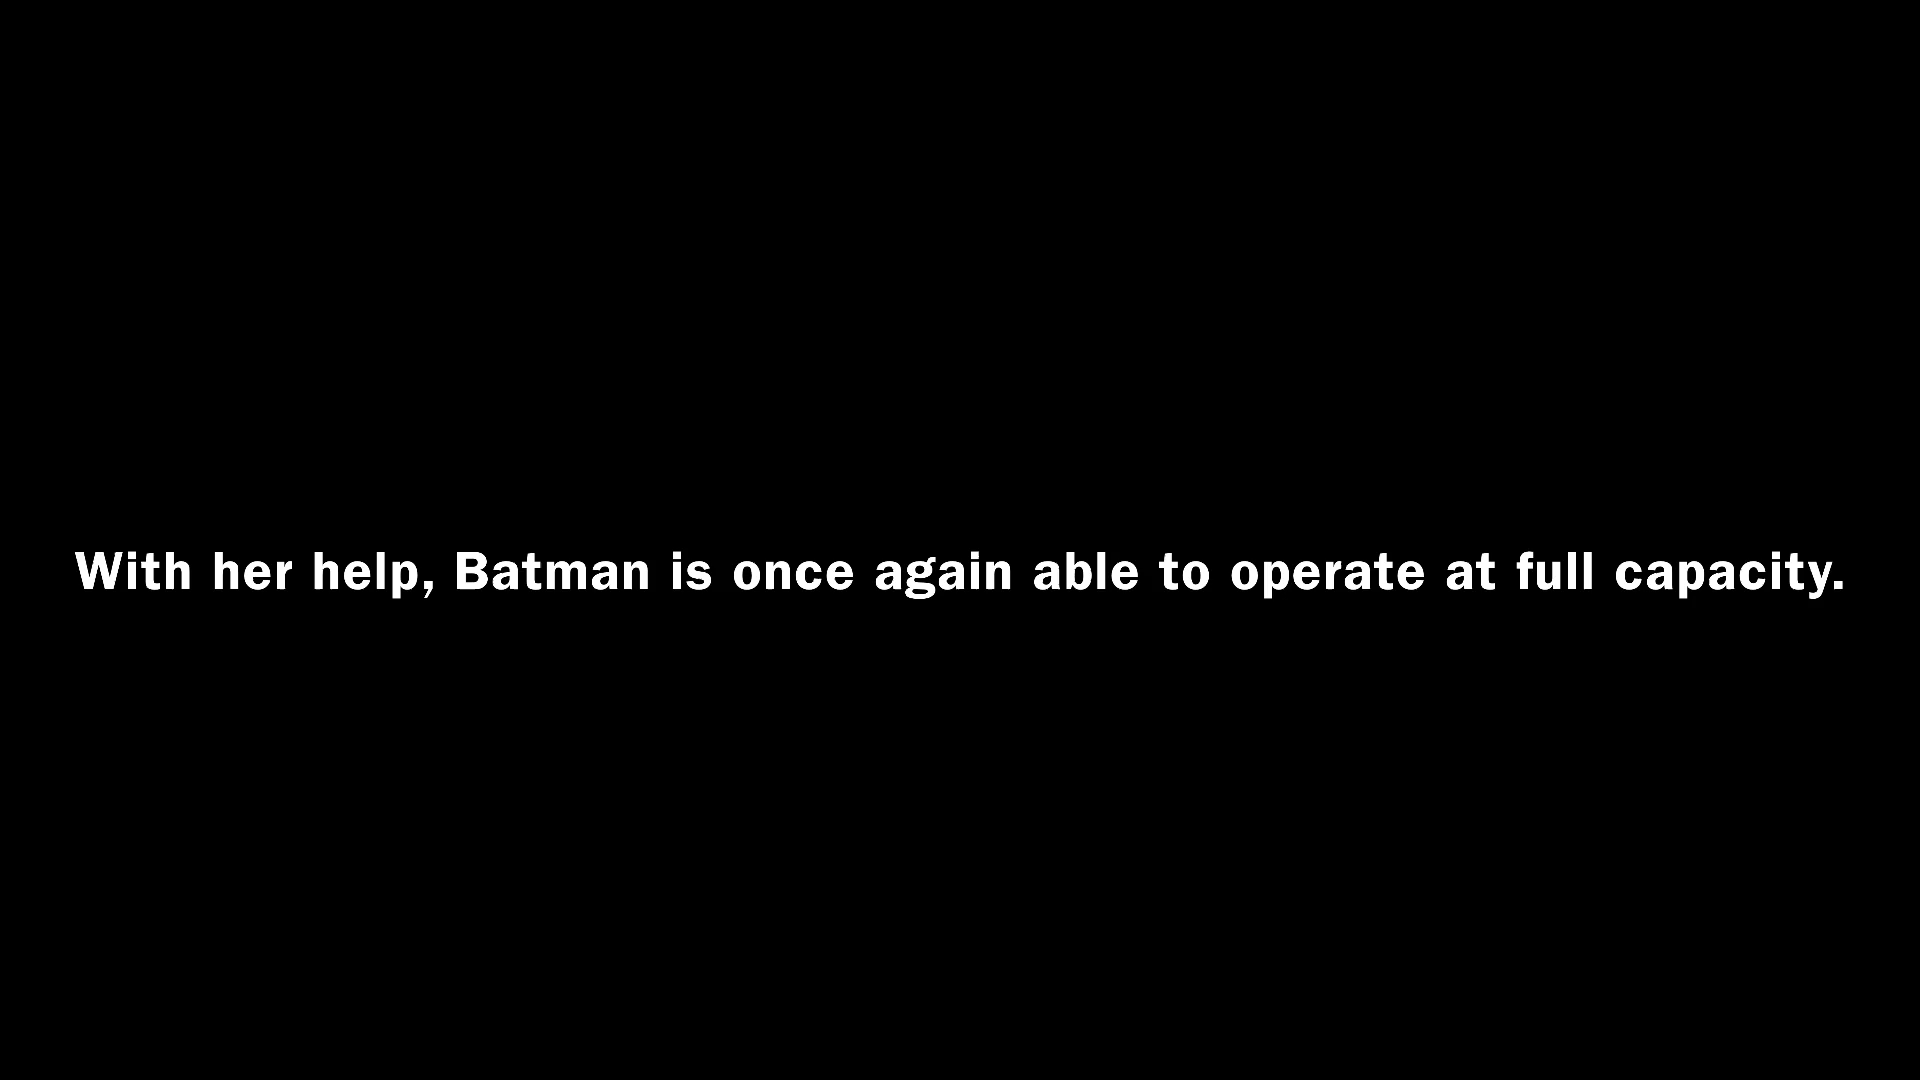 With her help, Batman is once again able to operate at full capacity.